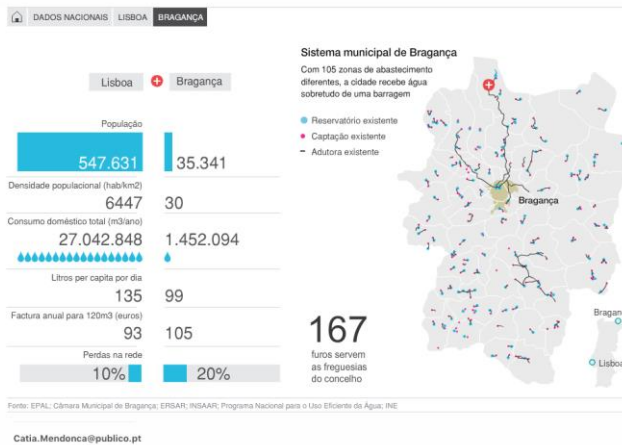 DADOS NACIONAIS LISBOA BRAGANÇA
Lisboa Bragança
População
547.631 35.341
Densidade populacional (hab/km2)
6447 30
Consumo doméstico total (m3/ano)
27.042.848 1.452.094
Litros per capita por dia
135 99
Factura anual para 120m3 (euros)
93 105
Perdas na rede
10% 20%
Sistema municipal de Bragança
Com 105 zonas de abastecimento
diferentes, a cidade recebe água
sobretudo de uma barragem
Reservatório existente
Captação existente
Adutora existente
Bragança
167
furos servem
as freguesias
do concelho
Bragan
Lisboa
Fonte: EPAL; Câmara Municipal de Bragança; ERSAR; INSAAR; Programa Nacional para o Uso Eficiente da Água; INE
Catia.Mendonca@publico.pt